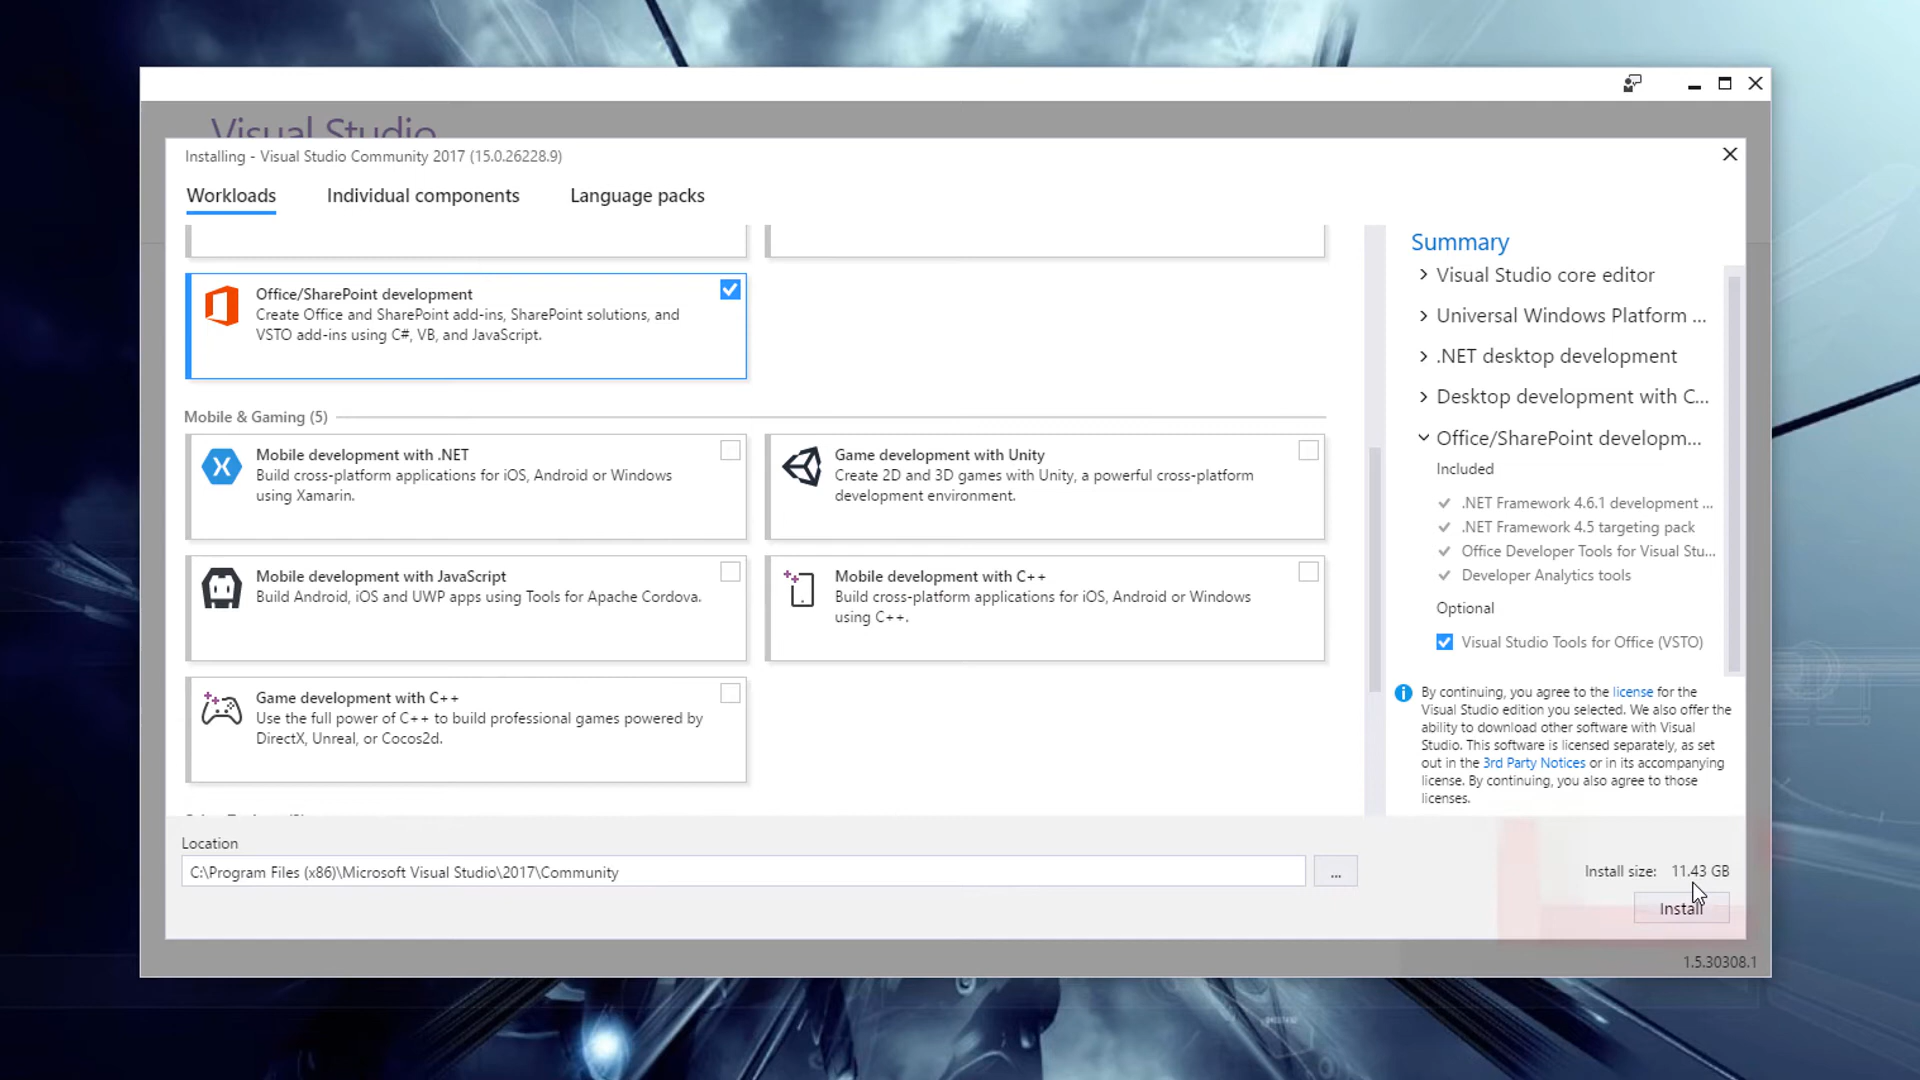 Visual Studio
Installing - Visual Studio Community 2017 (15.0.26228.9)
Workloads
Individual components
Language packs
Office/SharePoint development
Create Office and SharePoint add-ins, SharePoint solutions, and
VSTO add-ins using C#, VB, and JavaScript.
Mobile & Gaming (5)
Mobile development with .NET
Build cross-platform applications for iOS, Android or Windows
using Xamarin.
Game development with Unity
Create 2D and 3D games with Unity, a powerful cross-platform
development environment.
Mobile development with JavaScript
Build Android, iOS and UWP apps using Tools for Apache Cordova.
Mobile development with C++
Build cross-platform applications for iOS, Android or Windows
using C++.
Game development with C++
Use the full power of C++ to build professional games powered by
DirectX, Unreal, or Cocos2d.
Summary
Visual Studio core editor
Universal Windows Platform ...
.NET desktop development
Desktop development with C...
Office/SharePoint developm...
Included
.NET Framework 4.6.1 development ...
.NET Framework 4.5 targeting pack
Office Developer Tools for Visual Stu...
Developer Analytics tools
Optional
Visual Studio Tools for Office (VSTO)
By continuing, you agree to the license for the
Visual Studio edition you selected. We also offer the
ability to download other software with Visual
Studio. This software is licensed separately, as set
out in the 3rd Party Notices or in its accompanying
license. By continuing, you also agree to those
licenses.
Location
C:\Program Files (x86)\Microsoft Visual Studio\2017\Community
...
Install size: 11.43 GB
Install
1.5.30308.1